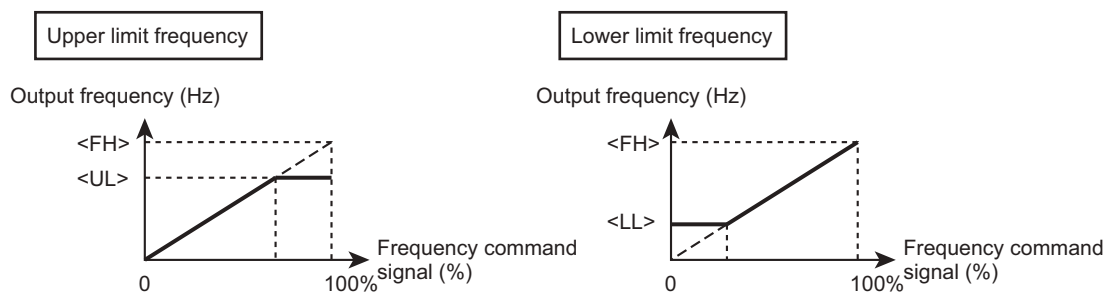 Upper limit frequency
Output frequency (Hz)
<FH>
<UL>
Frequency command
signal (%)
0
100%
Lower limit frequency
Output frequency (Hz)
<FH>
<LL>
Frequency command
signal (%)
0
100%